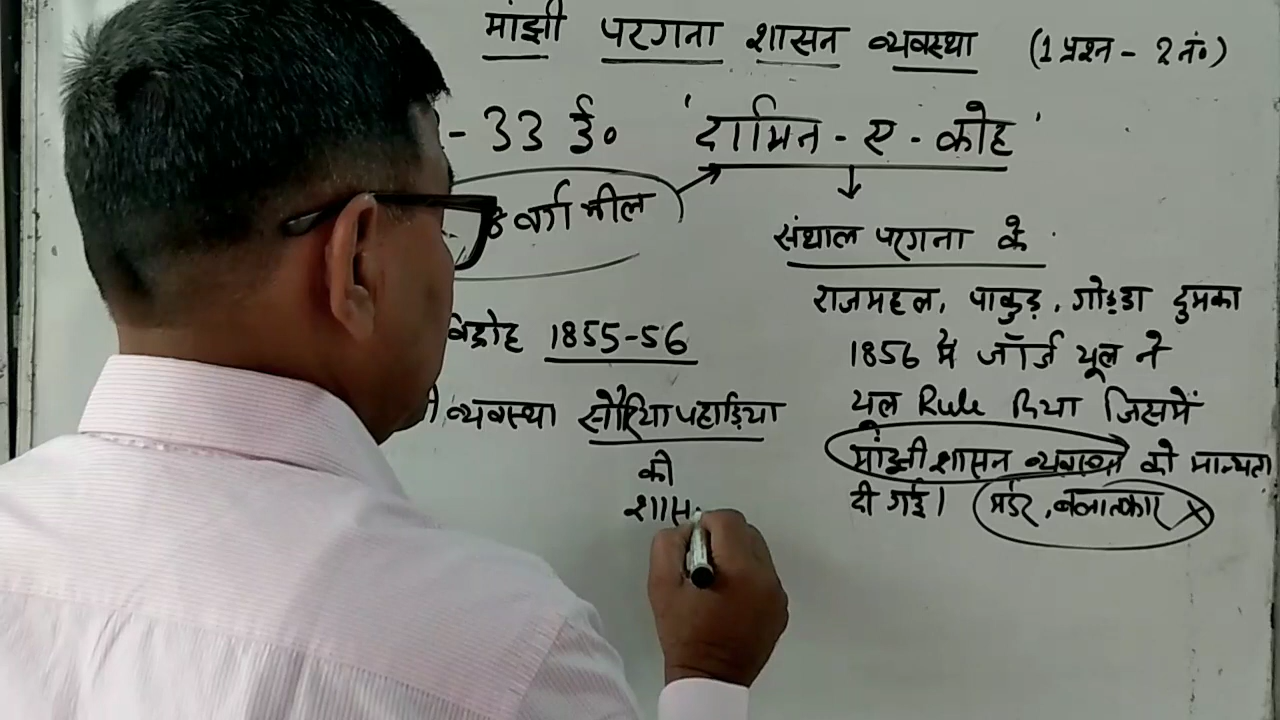 मांझी परगना शासन व्यवस्था (1 प्रश्न - 2 नं०)
- 33 ई० 'दामिन - ए - कोह'
वर्ग मील
संथाल परगना के
राजमहल, पाकुड़, गोड्डा दुमका
विद्रोह 1855-56
1856 में जॉर्ज यूल ने
व्यवस्था सौरिया पहाड़िया
यूल Rule दिया जिसमें
की
मांझी शासन व्यवस्था को मान्यता
शास
दी गई। मर्डर, बलात्कार X